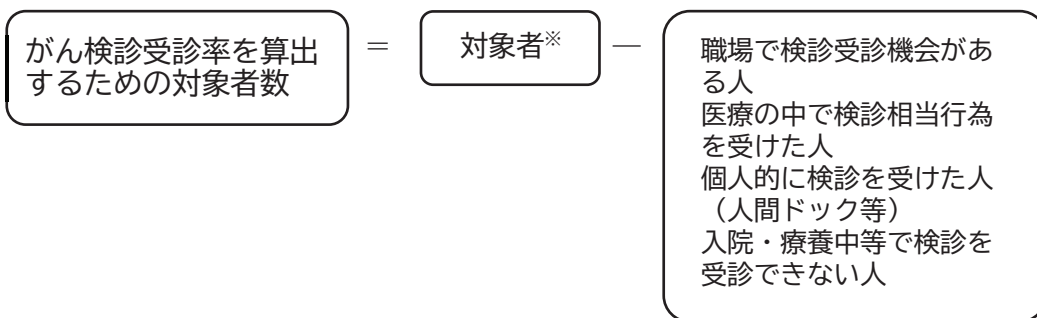 がん検診受診率を算出
するための対象者数
＝
対象者※
―
職場で検診受診機会があ
る人
医療の中で検診相当行為
を受けた人
個人的に検診を受けた人
（人間ドック等）
入院・療養中等で検診を
受診できない人